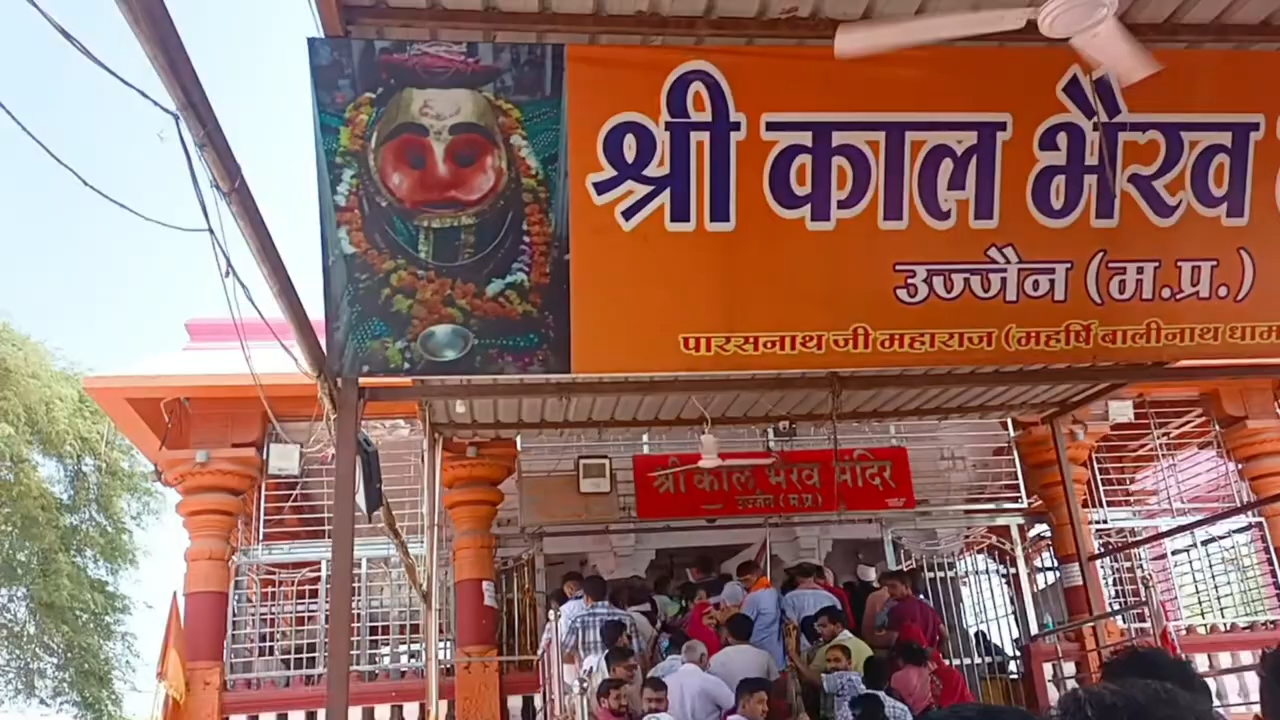 श्री काल भैरव
उज्जैन (म.प्र.)
पारसनाथ जी महाराज (महर्षि बालीनाथ धाम
श्री काल भैरव मंदिर
उज्जैन (म.प्र.)